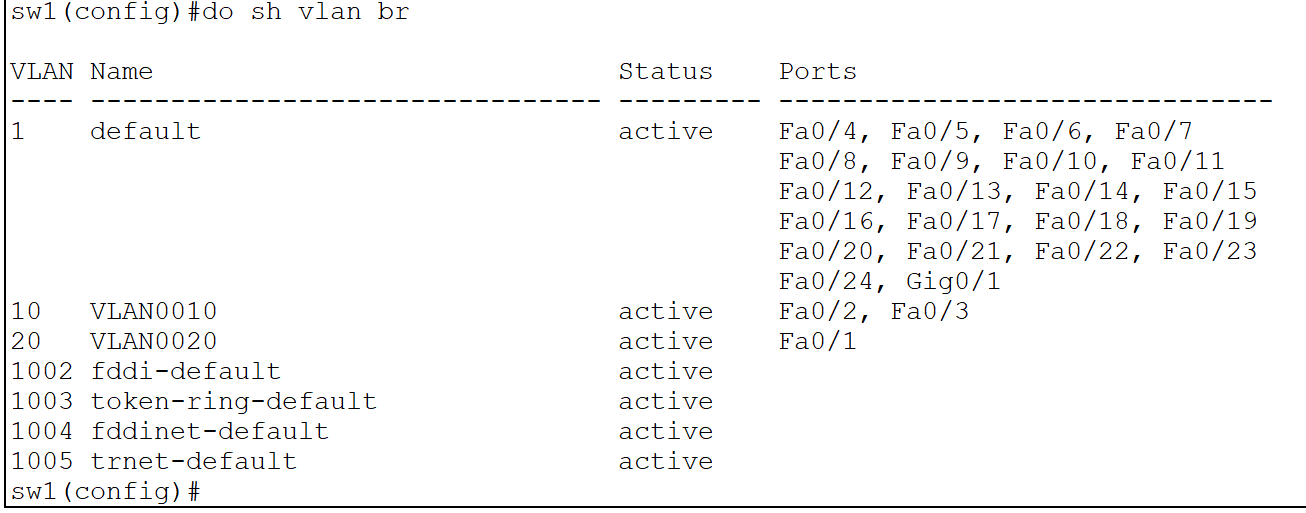 sw1(config)#do sh vlan br
VLAN Name                             Status    Ports
---- -------------------------------- --------- -------------------------------
1    default                          active    Fa0/4, Fa0/5, Fa0/6, Fa0/7
                                                Fa0/8, Fa0/9, Fa0/10, Fa0/11
                                                Fa0/12, Fa0/13, Fa0/14, Fa0/15
                                                Fa0/16, Fa0/17, Fa0/18, Fa0/19
                                                Fa0/20, Fa0/21, Fa0/22, Fa0/23
                                                Fa0/24, Gig0/1
10   VLAN0010                         active    Fa0/2, Fa0/3
20   VLAN0020                         active    Fa0/1
1002 fddi-default                     active
1003 token-ring-default               active
1004 fddinet-default                  active
1005 trnet-default                    active
sw1(config)#